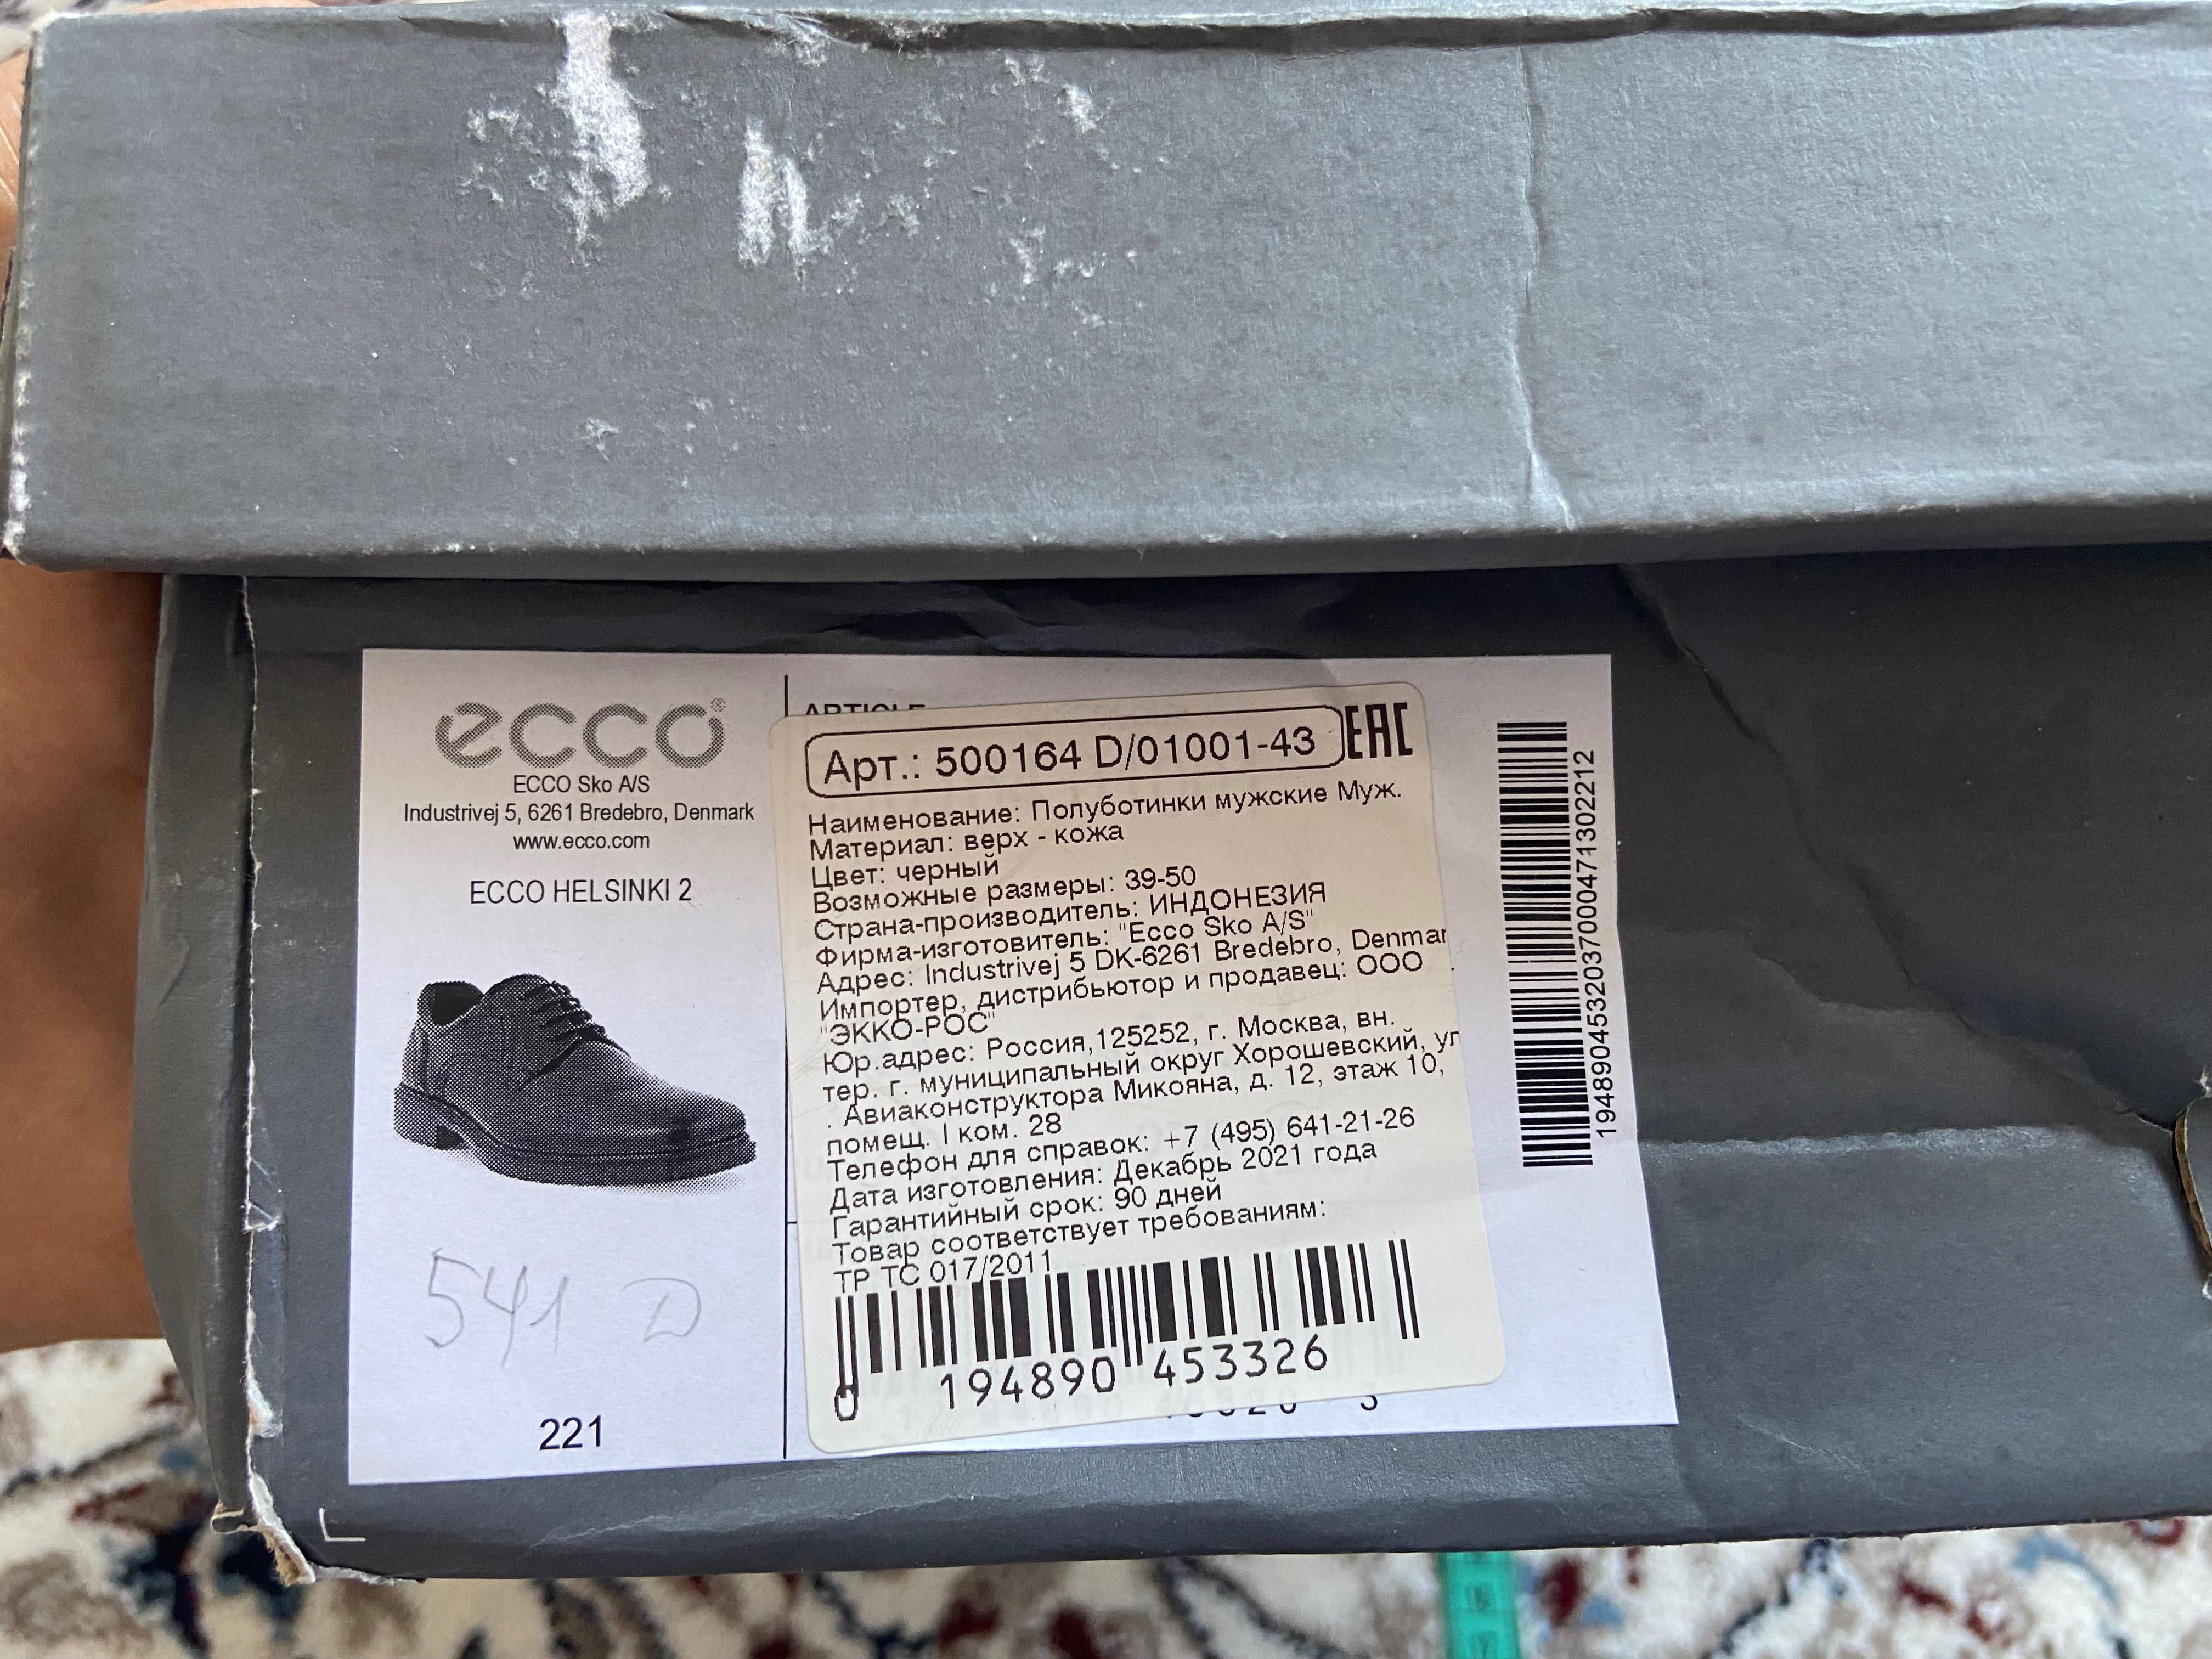 ecco®
ECCO Sko A/S
Industrivej 5, 6261 Bredebro, Denmark
www.ecco.com
ECCO HELSINKI 2
541 D
221
ARTICLE
Арт.: 500164 D/01001-43
EAC
Наименование: Полуботинки мужские Муж.
Материал: верх - кожа
Цвет: черный
Возможные размеры: 39-50
Страна-производитель: ИНДОНЕЗИЯ
Фирма-изготовитель: "Ecco Sko A/S"
Адрес: Industrivej 5 DK-6261 Bredebro, Denmar
Импортер, дистрибьютор и продавец: ООО
"ЭККО-РОС"
Юр.адрес: Россия,125252, г. Москва, вн.
тер. г. муниципальный округ Хорошевский, ул
. Авиаконструктора Микояна, д. 12, этаж 10,
помещ. I ком. 28
Телефон для справок: +7 (495) 641-21-26
Дата изготовления: Декабрь 2021 года
Гарантийный срок: 90 дней
Товар соответствует требованиям:
ТР ТС 017/2011
0 194890 453326
19489045320370004713022​12